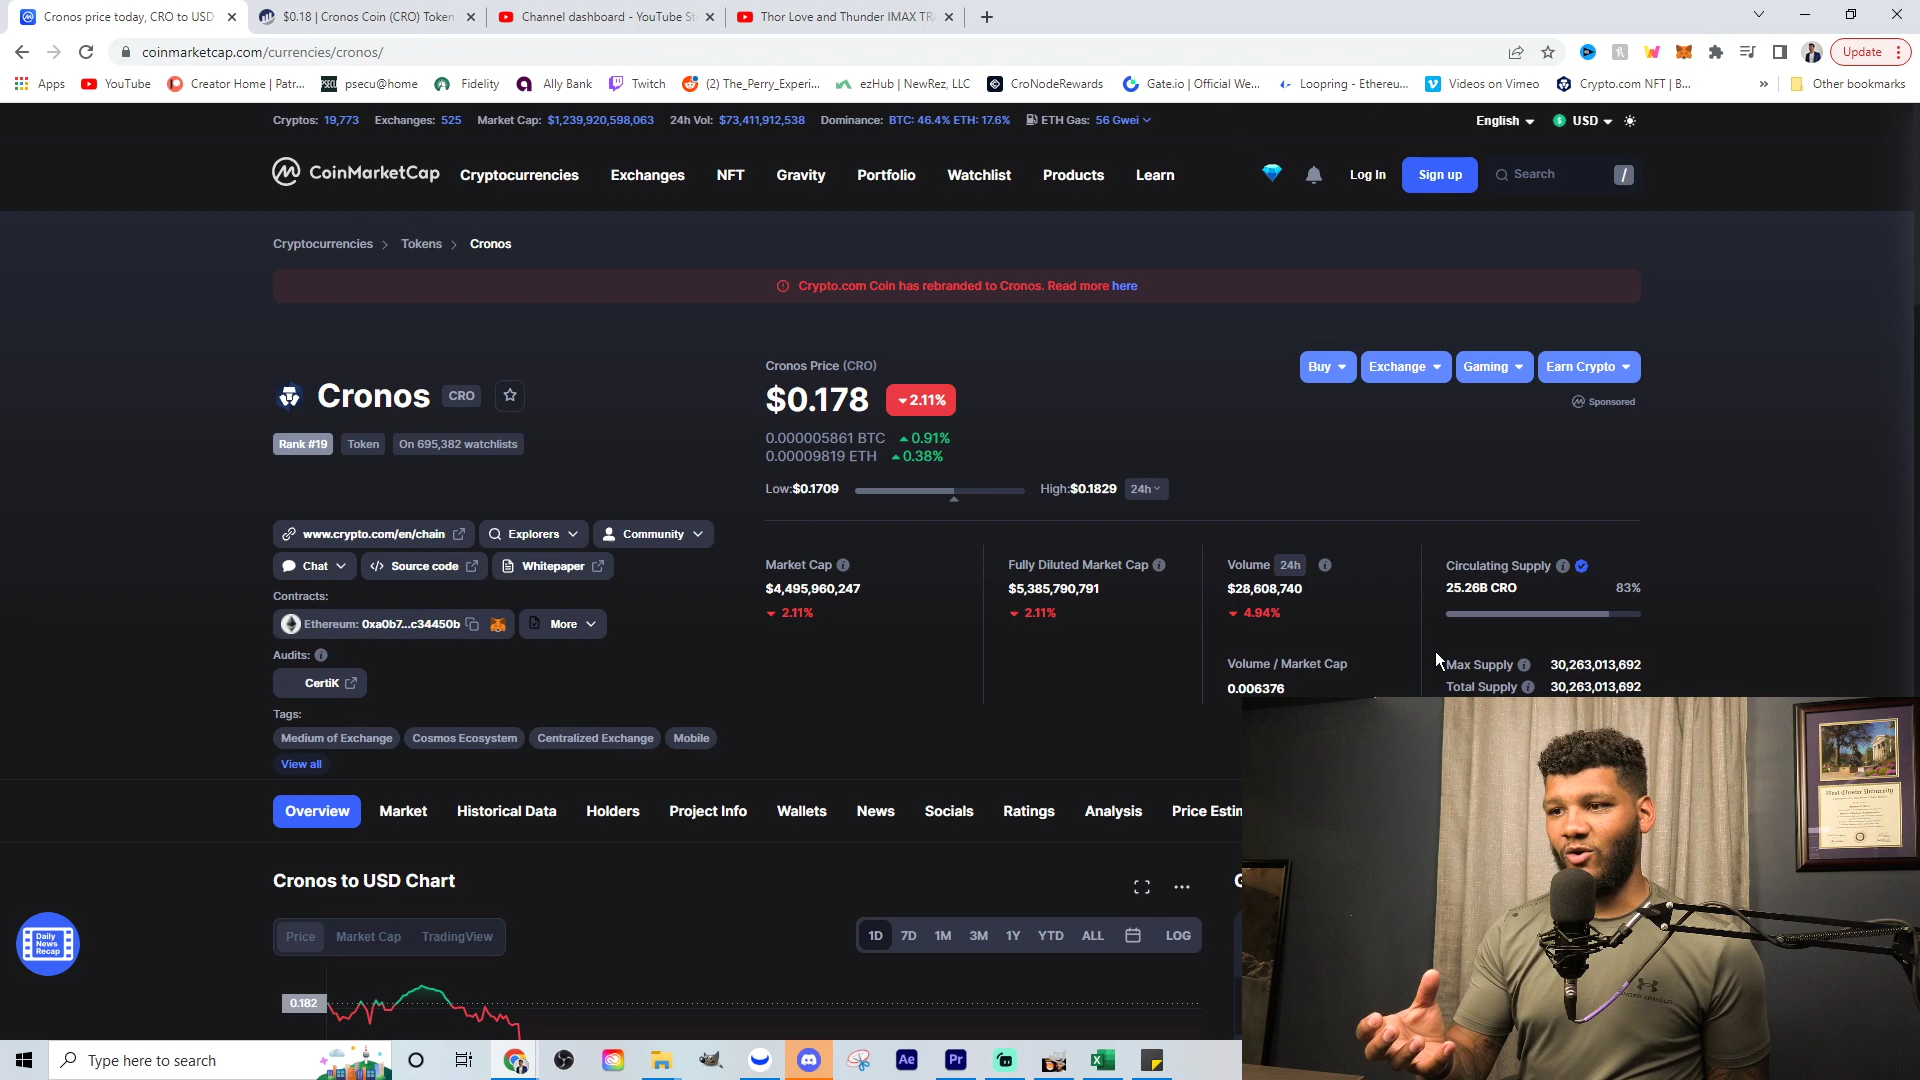 Cronos price today, CRO to USD
$0.18 | Cronos Coin (CRO) Token
Channel dashboard - YouTube St
Thor Love and Thunder IMAX TR
coinmarketcap.com/currencies/cronos/
Update
Apps
YouTube
Creator Home | Patr...
psecu@home
Fidelity
Ally Bank
Twitch
(2) The_Perry_Experi...
ezHub | NewRez, LLC
CroNodeRewards
Gate.io | Official We...
Loopring - Ethereu...
Videos on Vimeo
Crypto.com NFT | B...
»
Other bookmarks
Cryptos: 19,773 Exchanges: 525 Market Cap: $1,239,920,598,063 24h Vol: $73,411,912,538 Dominance: BTC: 46.4% ETH: 17.6% ETH Gas: 56 Gwei
English USD
CoinMarketCap
Cryptocurrencies Exchanges NFT Gravity Portfolio Watchlist Products Learn
Log In Sign up Search /
Cryptocurrencies > Tokens > Cronos
Crypto.com Coin has rebranded to Cronos. Read more here
Cronos CRO
Rank #19 Token On 695,382 watchlists
Cronos Price (CRO)
$0.178 2.11%
0.000005861 BTC 0.91%
0.00009819 ETH 0.38%
Low:$0.1709 High:$0.1829 24h
Buy Exchange Gaming Earn Crypto
Sponsored
www.crypto.com/en/chain Explorers Community
Chat Source code Whitepaper
Contracts:
Ethereum: 0xa0b7...c34450b More
Audits:
CertiK
Tags:
Medium of Exchange Cosmos Ecosystem Centralized Exchange Mobile
View all
Market Cap
$4,495,960,247
2.11%
Fully Diluted Market Cap
$5,385,790,791
2.11%
Volume 24h
$28,608,740
4.94%
Volume / Market Cap
0.006376
Circulating Supply
25.26B CRO 83%
Max Supply 30,263,013,692
Total Supply 30,263,013,692
Overview Market Historical Data Holders Project Info Wallets News Socials Ratings Analysis Price Estim
Cronos to USD Chart
Price Market Cap TradingView
1D 7D 1M 3M 1Y YTD ALL LOG
0.182
Daily
News
Recap
West Chester University
UNDER ARMOUR
Type here to search
Ae
Pr